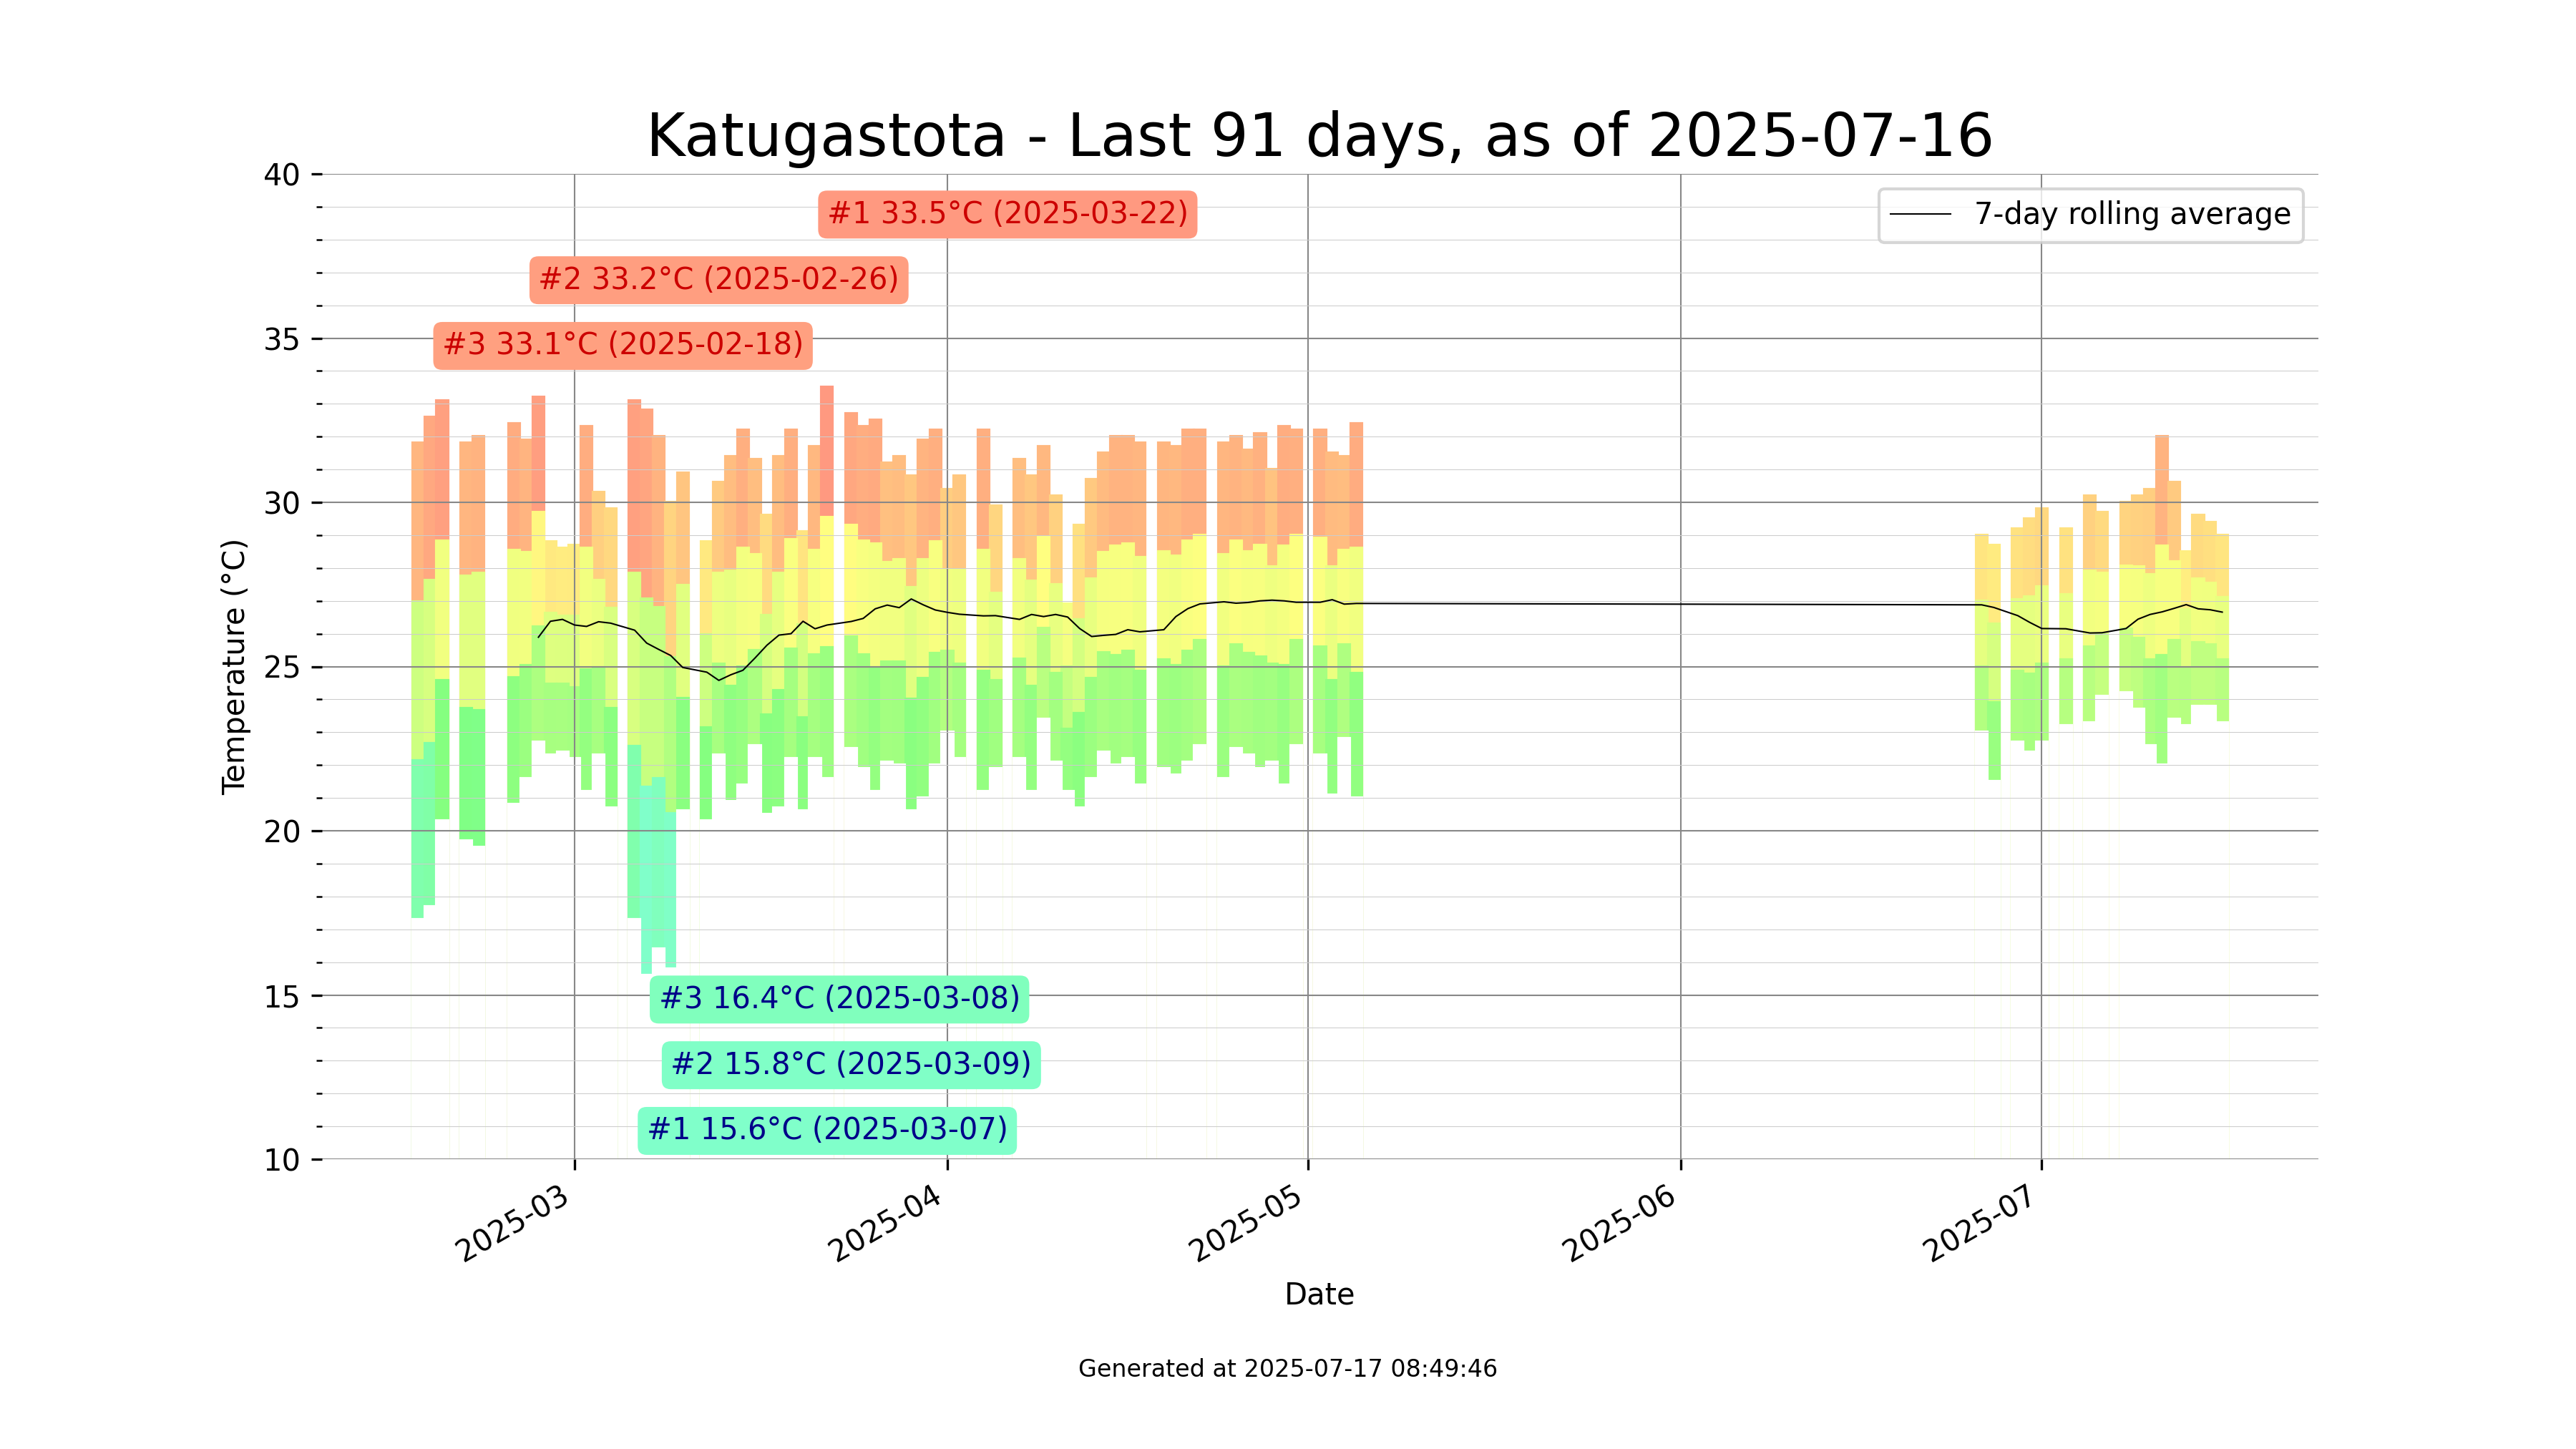 Katugastota - Last 91 days, as of 2025-07-16
40
35
30
25
20
15
10
Temperature (°C)
7-day rolling average
#1 33.5°C (2025-03-22)
#2 33.2°C (2025-02-26)
#3 33.1°C (2025-02-18)
#3 16.4°C (2025-03-08)
#2 15.8°C (2025-03-09)
#1 15.6°C (2025-03-07)
2025-03
2025-04
2025-05
2025-06
2025-07
Date
Generated at 2025-07-17 08:49:46